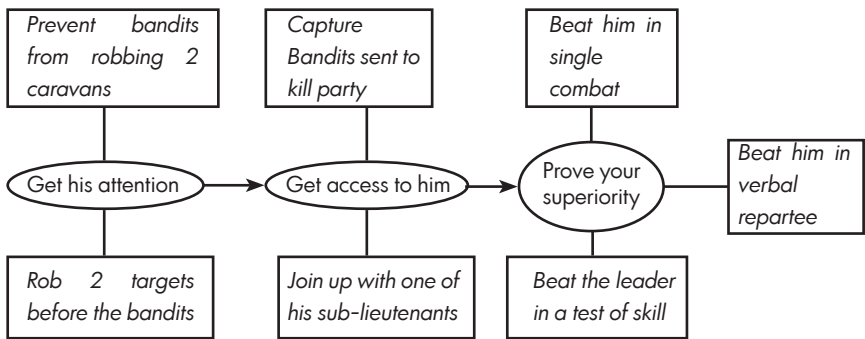 Prevent bandits
from robbing 2
caravans
Capture
Bandits sent to
kill party
Beat him in
single
combat
Get his attention
Get access to him
Prove your
superiority
Beat him in
verbal
repartee
Rob 2 targets
before the bandits
Join up with one of
his sub-lieutenants
Beat the leader
in a test of skill